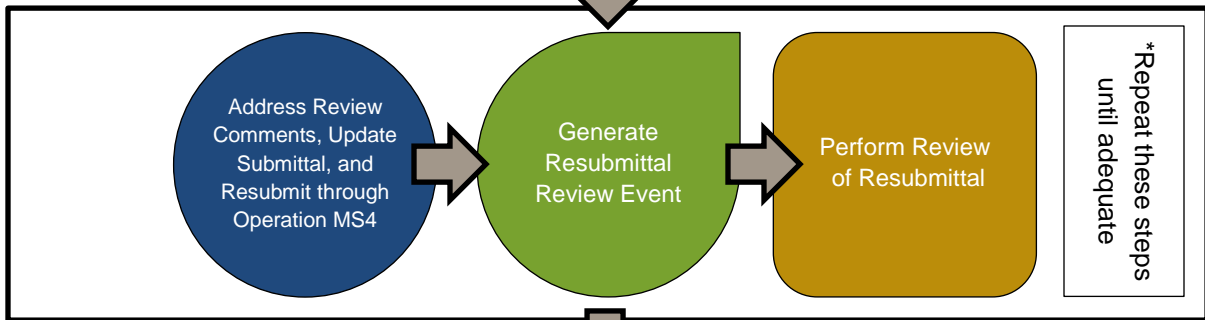 Address Review
Comments, Update
Submittal, and
Resubmit through
Operation MS4
Generate
Resubmittal
Review Event
Perform Review
of Resubmittal
*Repeat these steps
until adequate